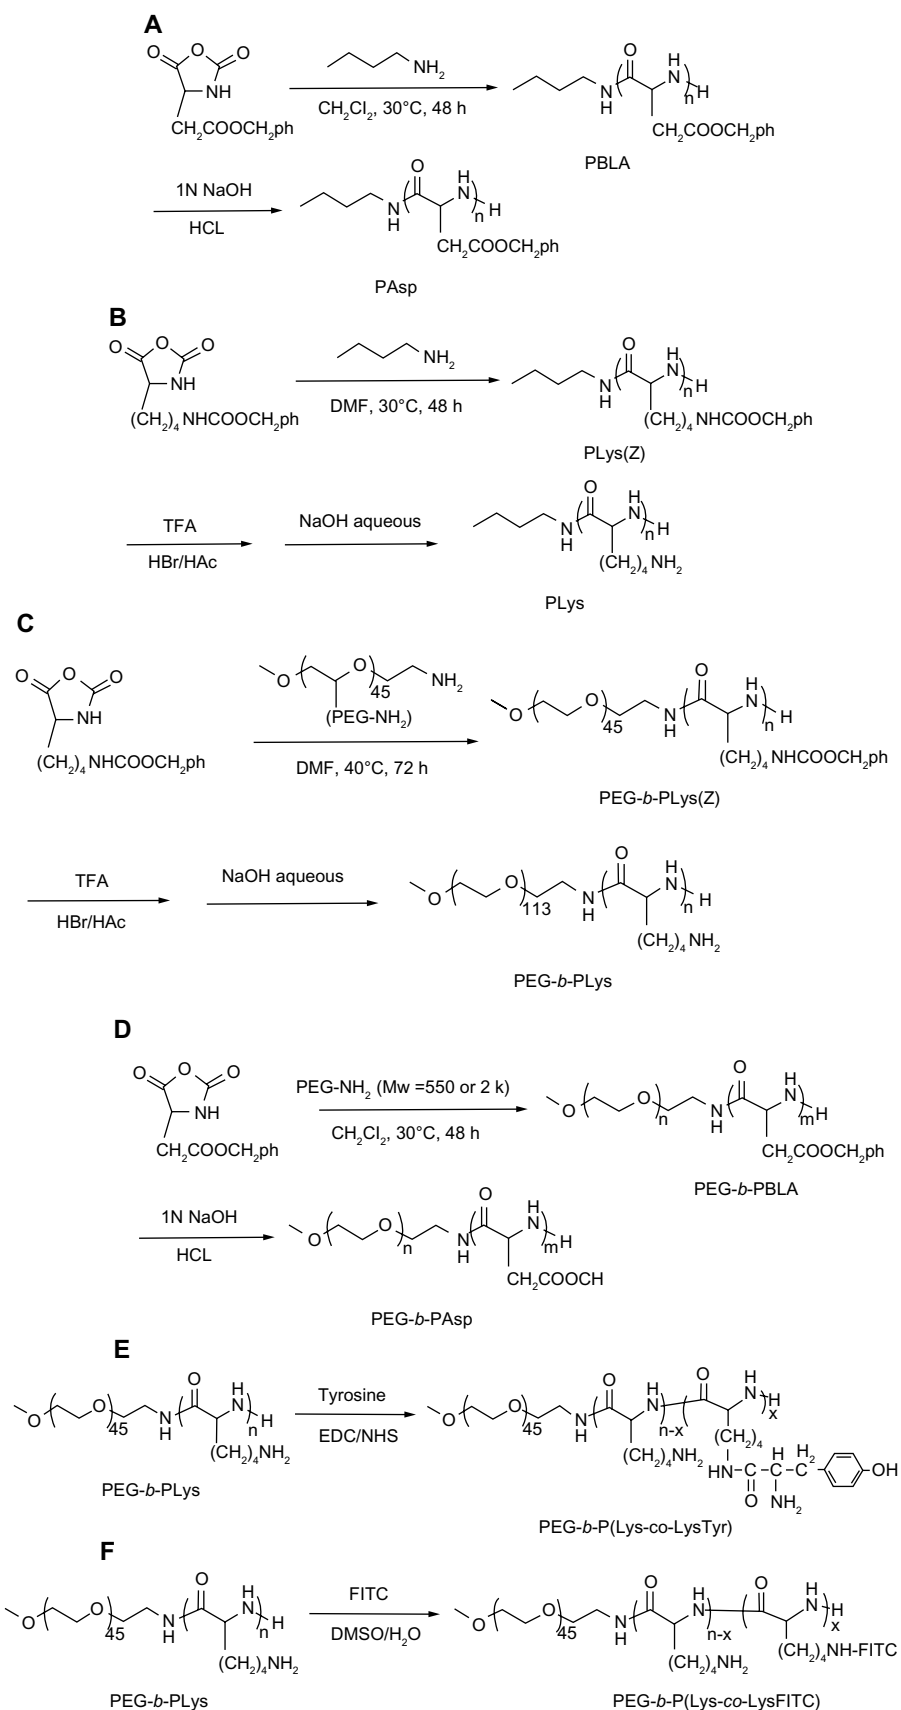 A
O O O
NH
CH2COOCH2ph
NH2
CH2Cl2, 30°C, 48 h
O H
N H
H n
CH2COOCH2ph
PBLA
1N NaOH
HCL
O H
N N H
H n
CH2COOCH2ph
PAsp
B
O O O
NH
(CH2)4 NHCOOCH2ph
NH2
DMF, 30°C, 48 h
O H
N N H
H n
(CH2)4 NHCOOCH2ph
PLys(Z)
TFA
HBr/HAc
NaOH aqueous
O H
N N H
H n
(CH2)4 NH2
PLys
C
O O O
NH
(CH2)4 NHCOOCH2ph
O O NH2
45
(PEG-NH2)
DMF, 40°C, 72 h
O H
O O N N H
45 H n
(CH2)4 NHCOOCH2ph
PEG-b-PLys(Z)
TFA
HBr/HAc
NaOH aqueous
O H
O O N N H
113 H n
(CH2)4 NH2
PEG-b-PLys
D
O O O
NH
CH2COOCH2ph
PEG-NH2 (Mw =550 or 2 k)
CH2Cl2, 30°C, 48 h
O H
O O N N H
n H m
CH2COOCH2ph
PEG-b-PBLA
1N NaOH
HCL
O H
O O N N H
n H m
CH2COOCH
PEG-b-PAsp
E
O H
O O N N H
45 H n
(CH2)4NH2
PEG-b-PLys
Tyrosine
EDC/NHS
O H O H
O O N N N H
45 H n-x x
(CH2)4NH2 (CH2)4
HN C H C H2 OH
O NH2
PEG-b-P(Lys-co-LysTyr)
F
O H
O O N N H
45 H n
(CH2)4NH2
PEG-b-PLys
FITC
DMSO/H2O
O H O H
O O N N N H
45 H n-x x
(CH2)4NH2 (CH2)4NH-FITC
PEG-b-P(Lys-co-LysFITC)